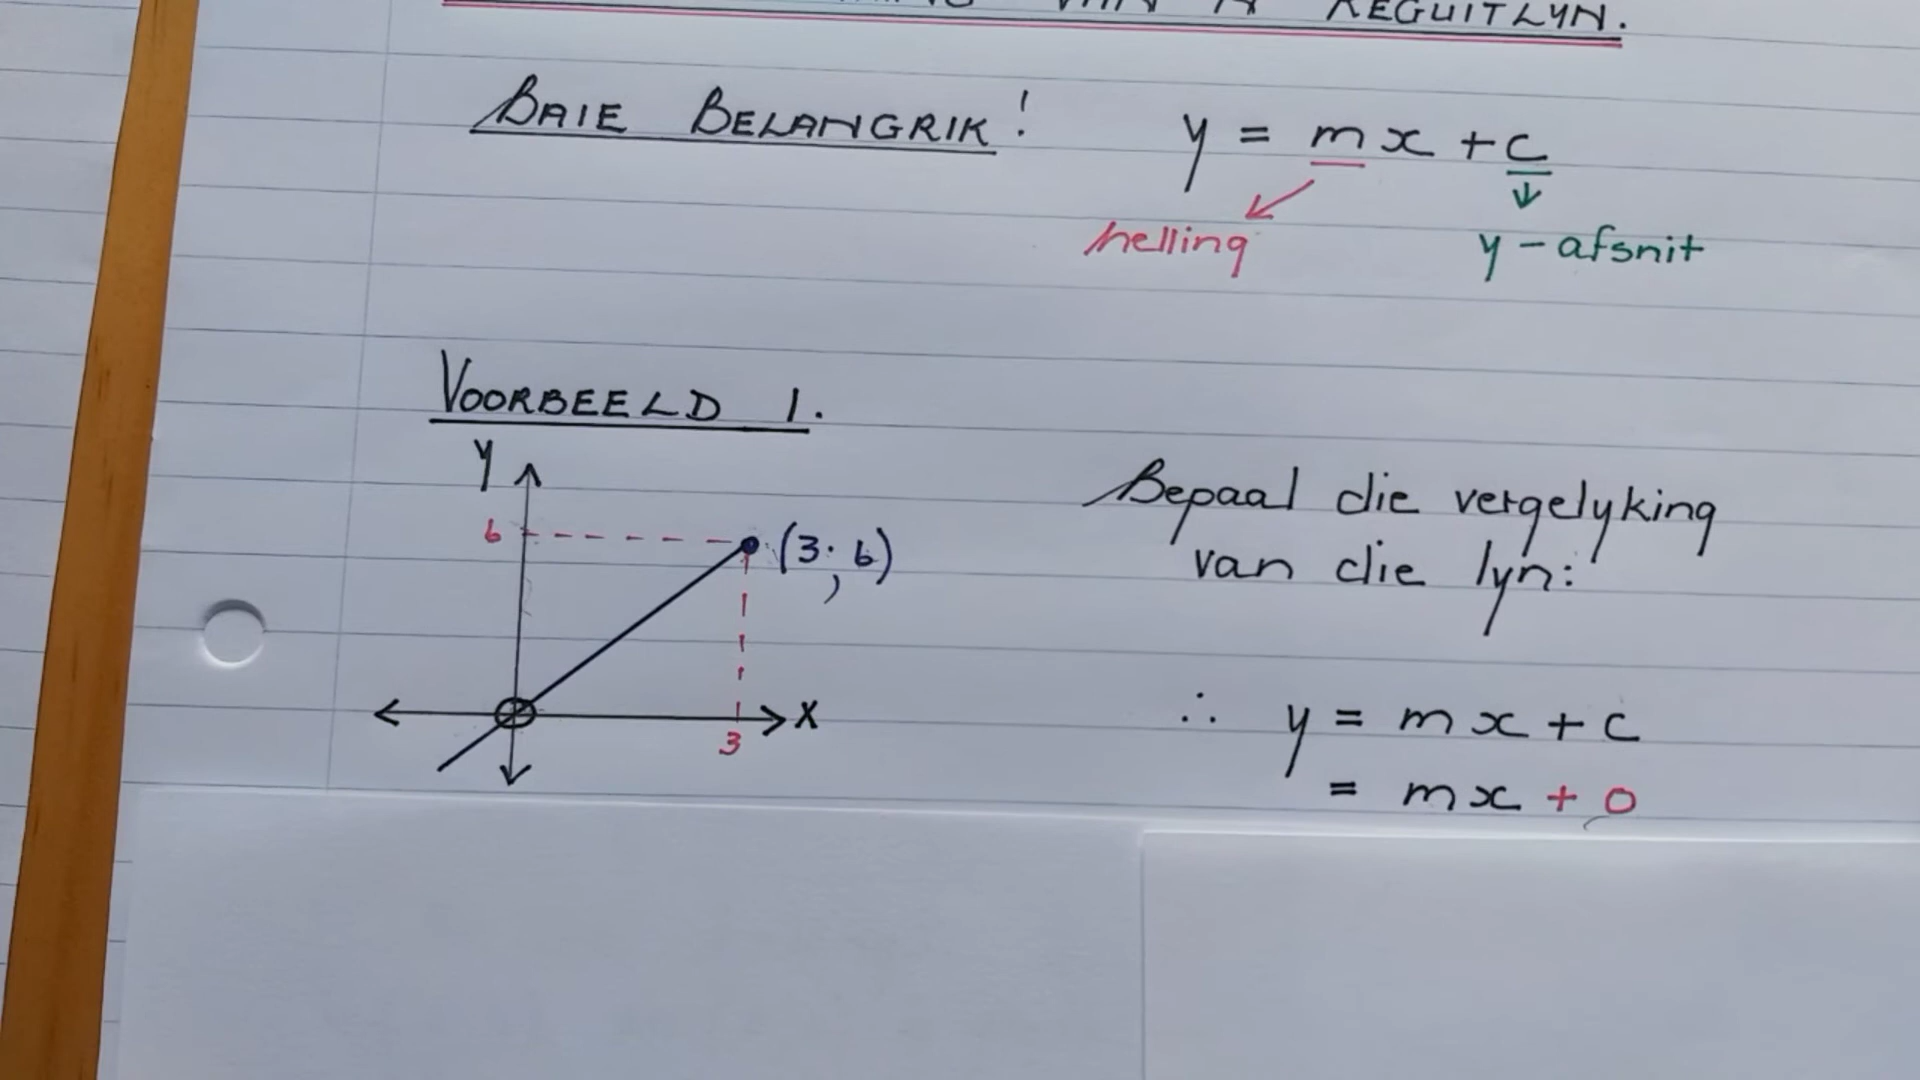 REGUITLYN.
BAIE BELANGRIK!
y = mx + c
helling
y - afsnit
VOORBEELD 1.
Y
6
(3; 6)
X
3
Bepaal die vergelyking
van die lyn:
∴ y = mx + c
= mx + 0